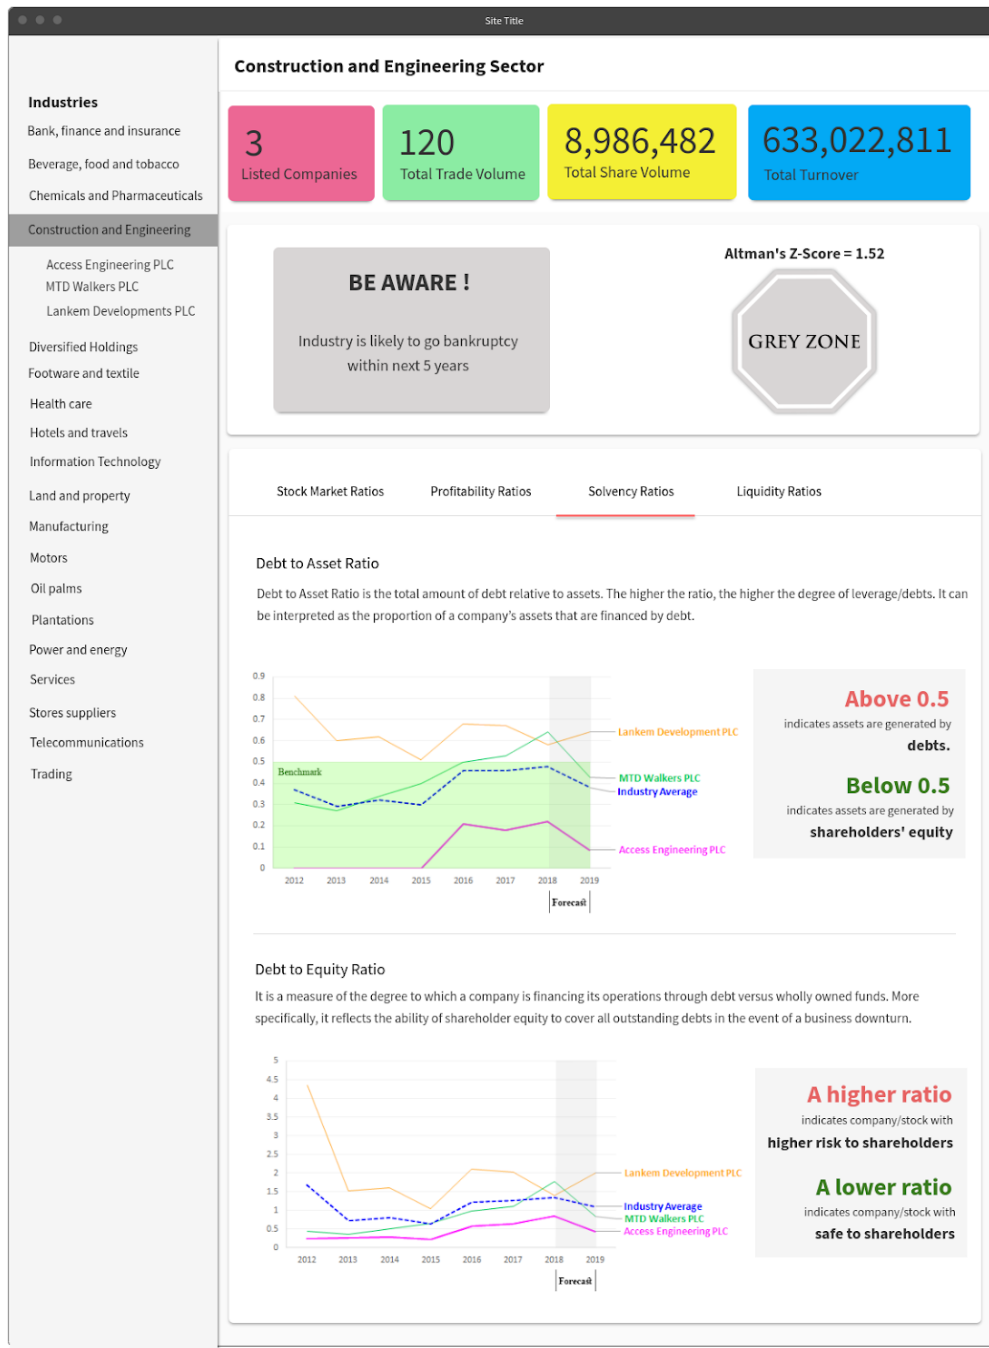 Site Title
Industries
Bank, finance and insurance
Beverage, food and tobacco
Chemicals and Pharmaceuticals
Construction and Engineering
Access Engineering PLC
MTD Walkers PLC
Lankem Developments PLC
Diversified Holdings
Footware and textile
Health care
Hotels and travels
Information Technology
Land and property
Manufacturing
Motors
Oil palms
Plantations
Power and energy
Services
Stores suppliers
Telecommunications
Trading
Construction and Engineering Sector
3
Listed Companies
120
Total Trade Volume
8,986,482
Total Share Volume
633,022,811
Total Turnover
BE AWARE !
Industry is likely to go bankruptcy
within next 5 years
Altman's Z-Score = 1.52
GREY ZONE
Stock Market Ratios
Profitability Ratios
Solvency Ratios
Liquidity Ratios
Debt to Asset Ratio
Debt to Asset Ratio is the total amount of debt relative to assets. The higher the ratio, the higher the degree of leverage/debts. It can
be interpreted as the proportion of a company's assets that are financed by debt.
0.9
0.8
0.7
0.6
0.5
0.4
0.3
0.2
0.1
0
Benchmark
Lankem Development PLC
MTD Walkers PLC
Industry Average
Access Engineering PLC
2012 2013 2014 2015 2016 2017 2018 2019
Forecast
Above 0.5
indicates assets are generated by
debts.
Below 0.5
indicates assets are generated by
shareholders' equity
Debt to Equity Ratio
It is a measure of the degree to which a company is financing its operations through debt versus wholly owned funds. More
specifically, it reflects the ability of shareholder equity to cover all outstanding debts in the event of a business downturn.
5
4.5
4
3.5
3
2.5
2
1.5
1
0.5
0
Lankem Development PLC
Industry Average
MTD Walkers PLC
Access Engineering PLC
2012 2013 2014 2015 2016 2017 2018 2019
Forecast
A higher ratio
indicates company/stock with
higher risk to shareholders
A lower ratio
indicates company/stock with
safe to shareholders